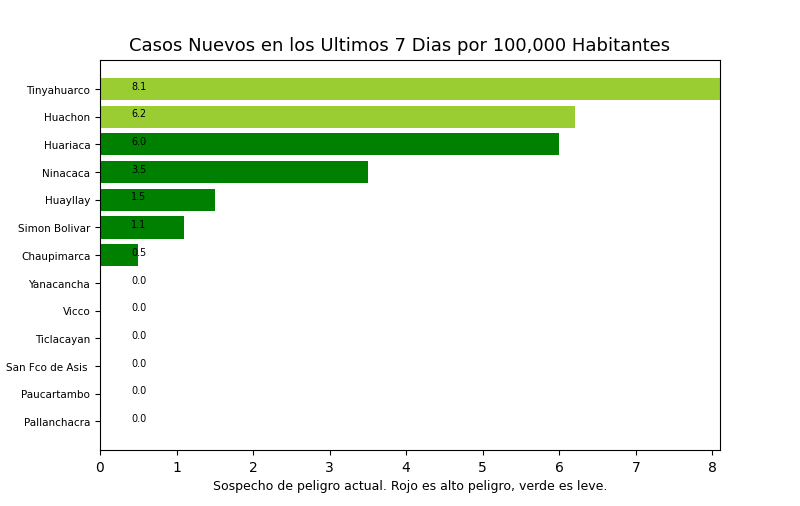 Casos Nuevos en los Ultimos 7 Dias por 100,000 Habitantes
Tinyahuarco 8.1
Huachon 6.2
Huariaca 6.0
Ninacaca 3.5
Huayllay 1.5
Simon Bolivar 1.1
Chaupimarca 0.5
Yanacancha 0.0
Vicco 0.0
Ticlacayan 0.0
San Fco de Asis 0.0
Paucartambo 0.0
Pallanchacra 0.0
0 1 2 3 4 5 6 7 8
Sospecho de peligro actual. Rojo es alto peligro, verde es leve.